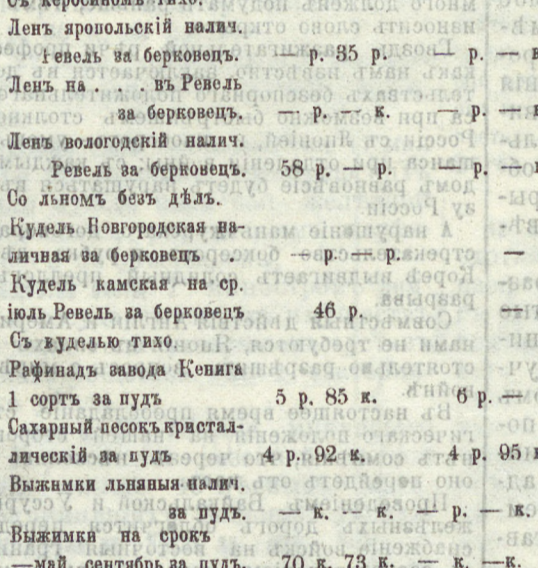 Съ керосиномъ тихо.
Ленъ яропольскій налич.
Ревель за берковецъ. — р. 35 р. — р. —
Ленъ на . . . въ Ревель
за берковецъ. — р. — к. — р. —
Ленъ вологодскій налич.
Ревель за берковецъ. 58 р. — р. — р. —
Со льномъ безъ дѣлъ.
Кудель Новгородская на-
личная за берковецъ . — р. — р. —
Кудель камская на ср.
іюль Ревель за берковецъ 46 р. —
Съ куделью тихо.
Рафинадъ завода Кенига
1 сортъ за пудъ 5 р. 85 к. 6 р. —
Сахарный песокъ кристал-
лическій за пудъ 4 р. 92 к. 4 р. 95 к
Выжимки льняныя налич.
за пудъ. — к. — к. — р. — к
Выжимки на срокъ
—май, сентябрь за пудъ. 70 к. 73 к. — к. —к.